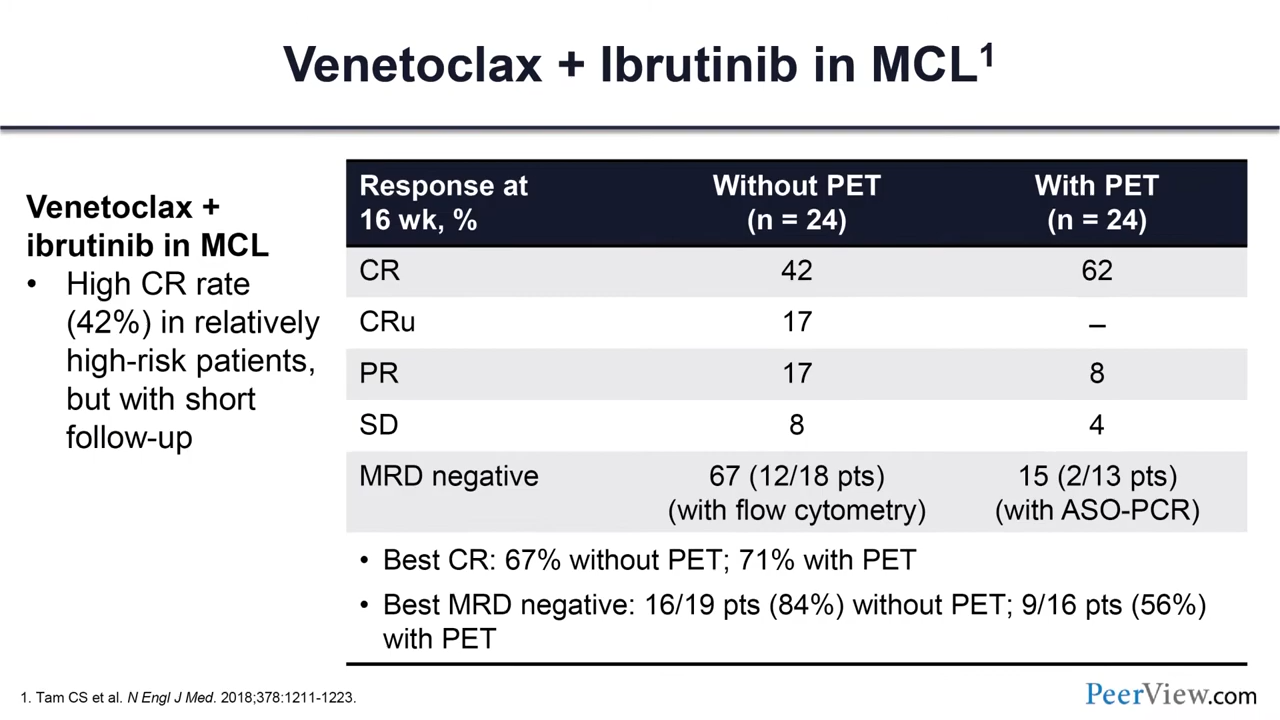 Venetoclax + Ibrutinib in MCL1
Venetoclax +
ibrutinib in MCL
• High CR rate
(42%) in relatively
high-risk patients,
but with short
follow-up
Response at
16 wk, %
Without PET
(n = 24)
With PET
(n = 24)
CR 42 62
CRu 17 –
PR 17 8
SD 8 4
MRD negative 67 (12/18 pts) 15 (2/13 pts)
(with flow cytometry) (with ASO-PCR)
• Best CR: 67% without PET; 71% with PET
• Best MRD negative: 16/19 pts (84%) without PET; 9/16 pts (56%)
with PET
1. Tam CS et al. N Engl J Med. 2018;378:1211-1223.
PeerView.com